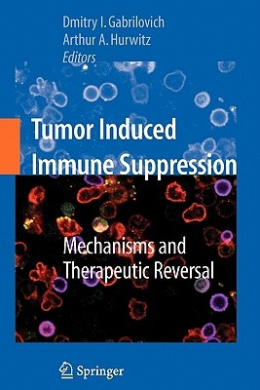 Dmitry I. Gabrilovich
Arthur A. Hurwitz
Editors
Tumor Induced
Immune Suppression
Mechanisms and
Therapeutic Reversal
Springer